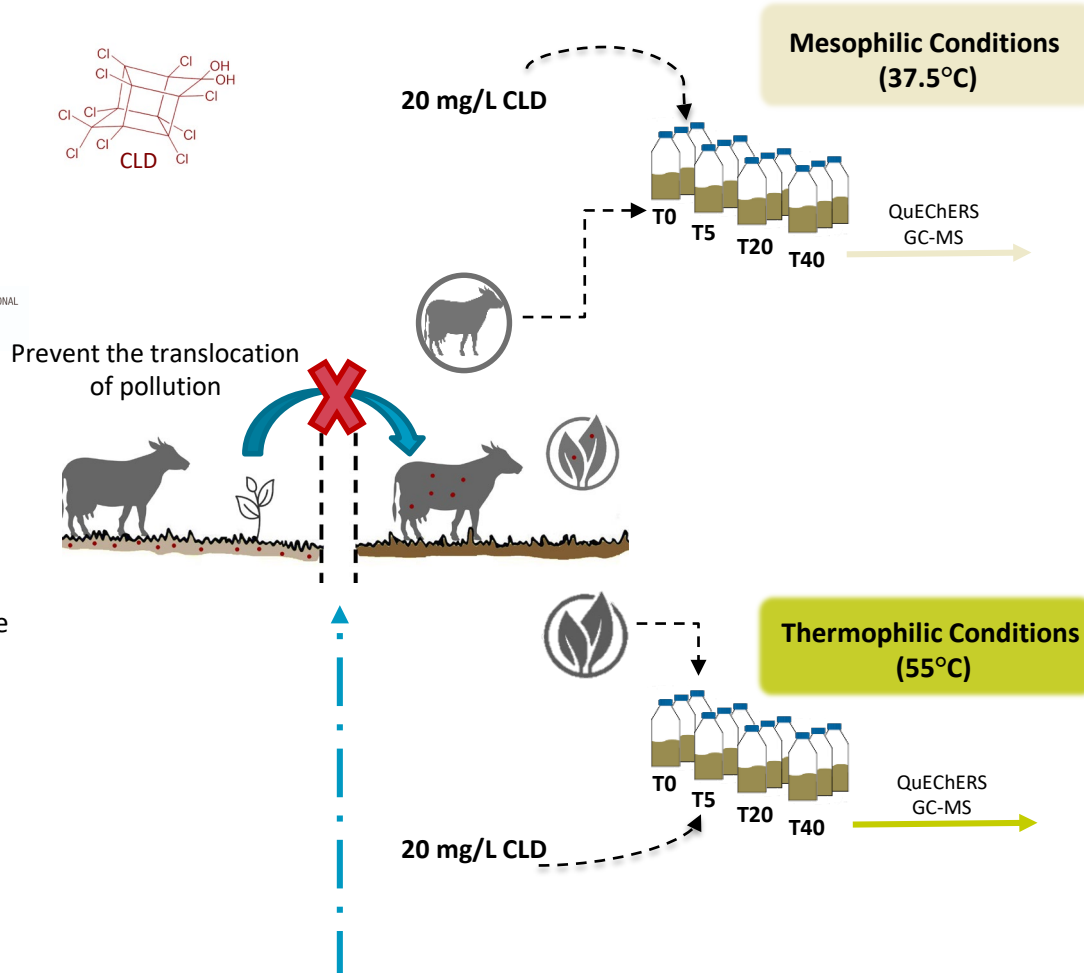 Mesophilic Conditions
(37.5°C)
Cl
Cl
Cl
OH
OH
Cl
Cl
Cl
Cl
Cl
Cl
Cl
CLD
20 mg/L CLD
T0
T5
T20
T40
QuEChERS
GC-MS
Prevent the translocation
of pollution
Thermophilic Conditions
(55°C)
T0
T5
T20
T40
QuEChERS
GC-MS
20 mg/L CLD